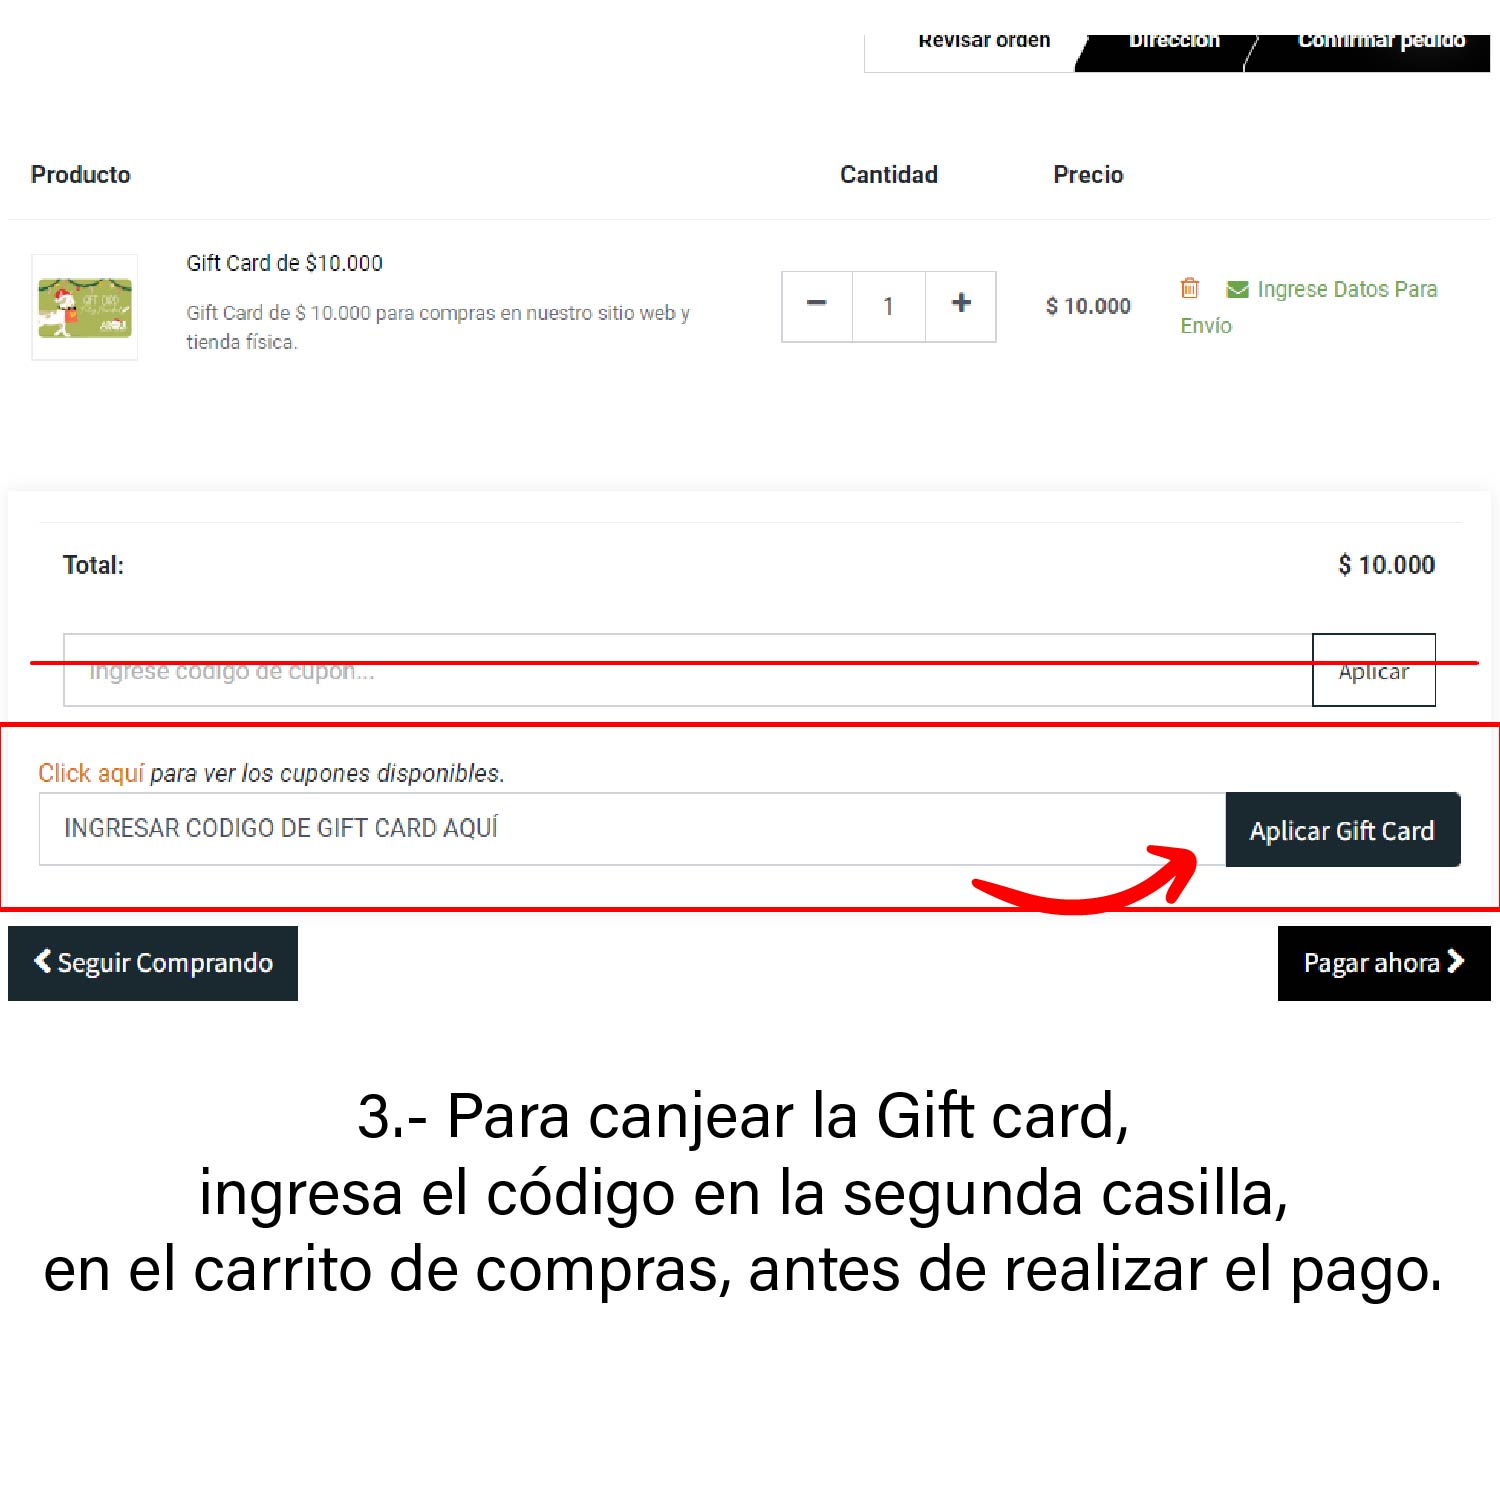 Revisar orden Dirección Confirmar pedido
Producto Cantidad Precio
Gift Card de $10.000
Gift Card de $ 10.000 para compras en nuestro sitio web y
tienda física.
1
$ 10.000
Ingrese Datos Para
Envío
GIFT CARD
Total: $ 10.000
Ingrese codigo de cupon... Aplicar
Click aquí para ver los cupones disponibles.
INGRESAR CODIGO DE GIFT CARD AQUÍ Aplicar Gift Card
Seguir Comprando Pagar ahora
3.- Para canjear la Gift card,
ingresa el código en la segunda casilla,
en el carrito de compras, antes de realizar el pago.